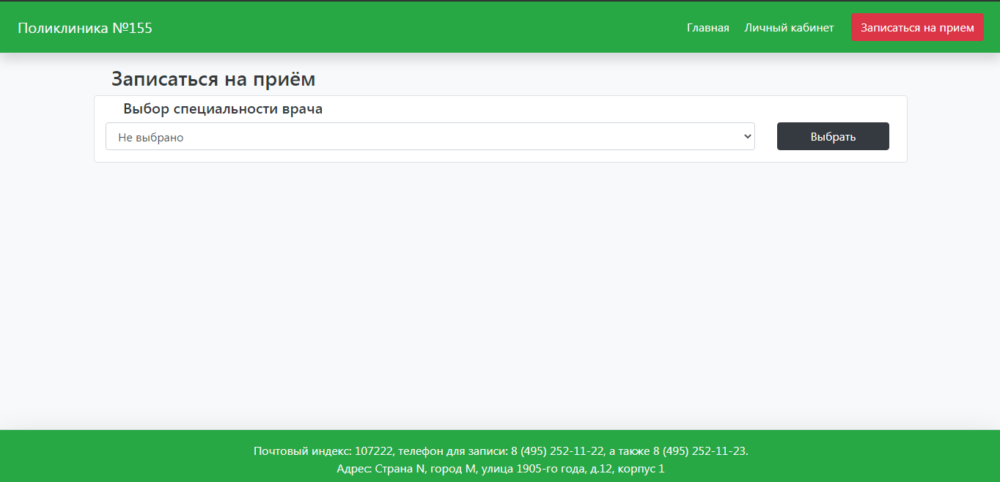 Поликлиника №155
Главная Личный кабинет Записаться на прием
Записаться на приём
Выбор специальности врача
Не выбрано Выбрать
Почтовый индекс: 107222, телефон для записи: 8 (495) 252-11-22, а также 8 (495) 252-11-23.
Адрес: Страна N, город M, улица 1905-го года, д.12, корпус 1